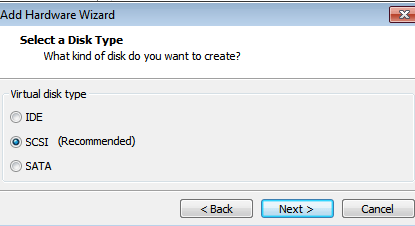 Add Hardware Wizard
Select a Disk Type
What kind of disk do you want to create?
Virtual disk type
IDE
SCSI (Recommended)
SATA
< Back Next > Cancel